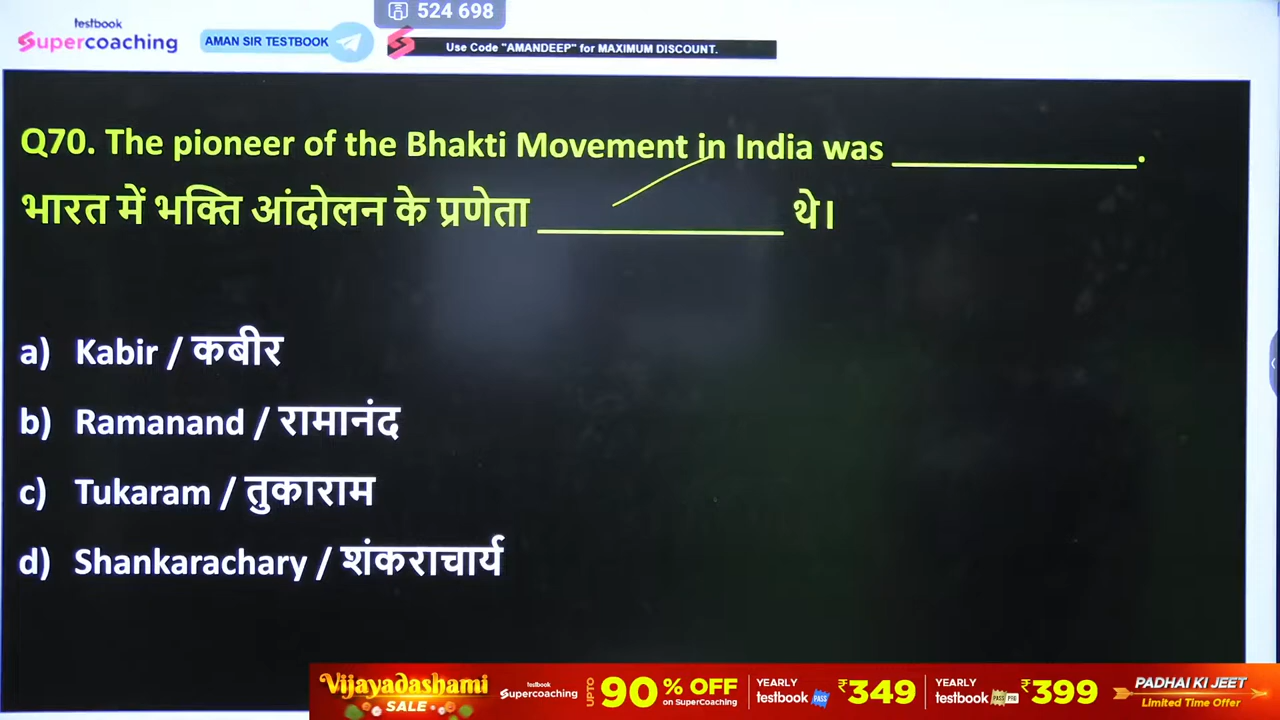 testbook
Supercoaching
AMAN SIR TESTBOOK
524 698
Use Code "AMANDEEP" for MAXIMUM DISCOUNT.
Q70. The pioneer of the Bhakti Movement in India was ____________.
भारत में भक्ति आंदोलन के प्रणेता ____________ थे।
a) Kabir / कबीर
b) Ramanand / रामानंद
c) Tukaram / तुकाराम
d) Shankarachary / शंकराचार्य
Vijayadashami
SALE
testbook
Supercoaching
UPTO 90% OFF
on SuperCoaching
YEARLY
testbook PASS
₹349
YEARLY
testbook PASS PRO
₹399
PADHAI KI JEET
Limited Time Offer